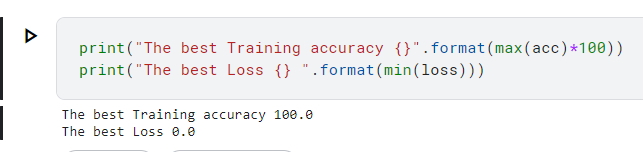 print("The best Training accuracy {}".format(max(acc)*100))
print("The best Loss {} ".format(min(loss)))
The best Training accuracy 100.0
The best Loss 0.0